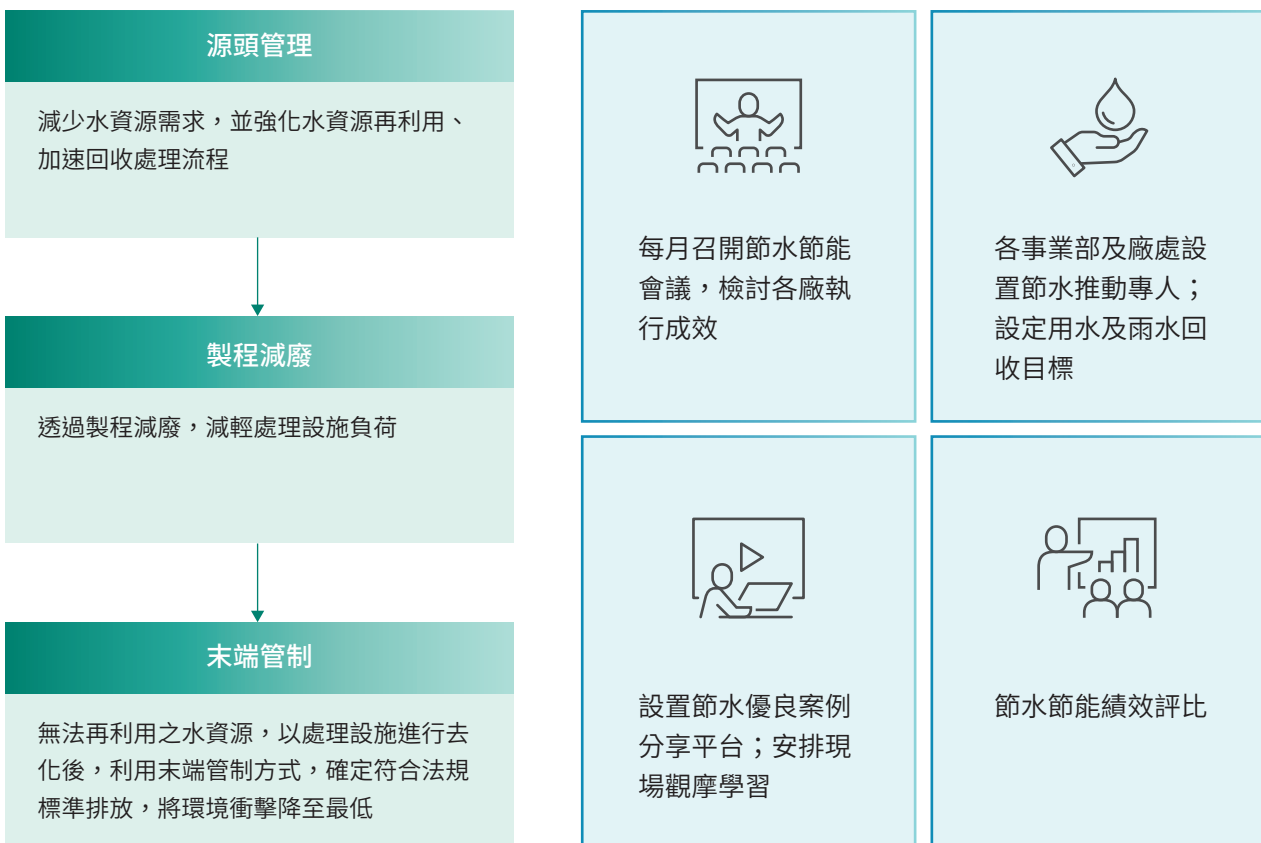 源頭管理
減少水資源需求，並強化水資源再利用、
加速回收處理流程
製程減廢
透過製程減廢，減輕處理設施負荷
末端管制
無法再利用之水資源，以處理設施進行去
化後，利用末端管制方式，確定符合法規
標準排放，將環境衝擊降至最低
每月召開節水節能
會議，檢討各廠執
行成效
各事業部及廠處設
置節水推動專人；
設定用水及雨水回
收目標
設置節水優良案例
分享平台；安排現
場觀摩學習
節水節能績效評比